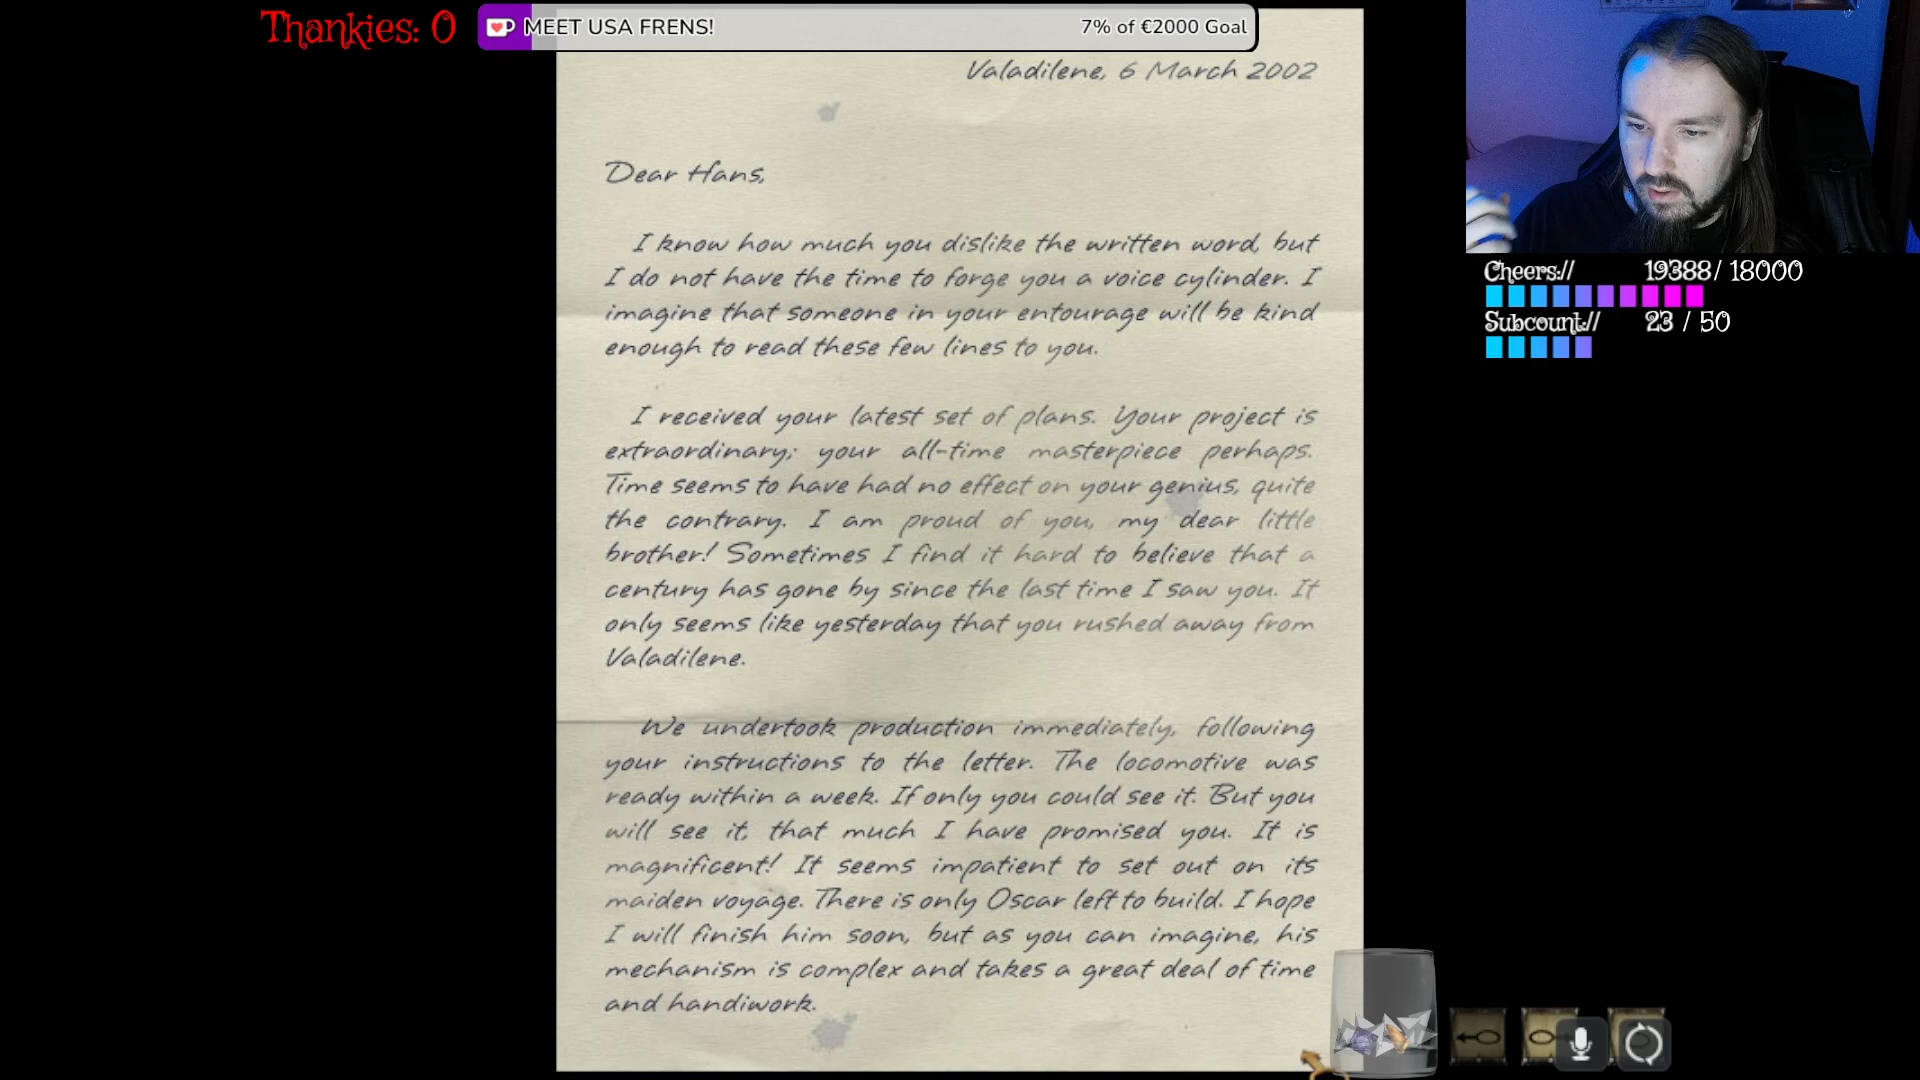 Thankies: 0
MEET USA FRENS!
7% of €2000 Goal
Valadilene, 6 March 2002
Dear Hans,
I know how much you dislike the written word, but
I do not have the time to forge you a voice cylinder. I
imagine that someone in your entourage will be kind
enough to read these few lines to you.
I received your latest set of plans. Your project is
extraordinary; your all-time masterpiece perhaps.
Time seems to have had no effect on your genius, quite
the contrary. I am proud of you, my dear little
brother! Sometimes I find it hard to believe that a
century has gone by since the last time I saw you. It
only seems like yesterday that you rushed away from
Valadilene.
We undertook production immediately, following
your instructions to the letter. The locomotive was
ready within a week. If only you could see it. But you
will see it, that much I have promised you. It is
magnificent! It seems impatient to set out on its
maiden voyage. There is only Oscar left to build. I hope
I will finish him soon, but as you can imagine, his
mechanism is complex and takes a great deal of time
and handiwork.
Cheers// 19388/ 18000
Subcount// 23 / 50